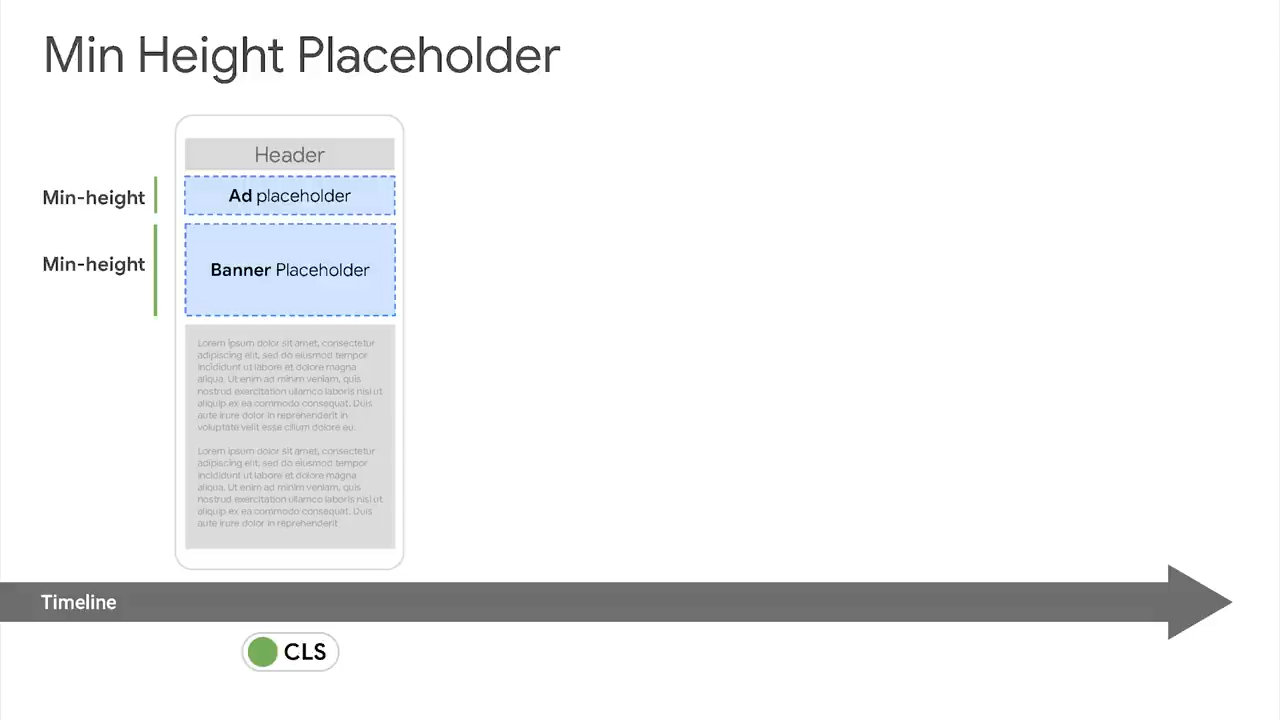 Min Height Placeholder
Header
Min-height
Ad placeholder
Min-height
Banner Placeholder
Lorem ipsum dolor sit amet, consectetur
adipiscing elit, sed do eiusmod tempor
incididunt ut labore et dolore magna
aliqua. Ut enim ad minim veniam, quis
nostrud exercitation ullamco laboris nisi ut
aliquip ex ea commodo consequat. Duis
aute irure dolor in reprehenderit in
voluptate velit esse cillum dolore eu
Lorem ipsum dolor sit amet, consectetur
adipiscing elit, sed do eiusmod tempor
incididunt ut labore et dolore magna
aliqua. Ut enim ad minim veniam, quis
nostrud exercitation ullamco laboris nisi ut
aliquip ex ea commodo consequat. Duis
aute irure dolor in reprehenderit
Timeline
CLS